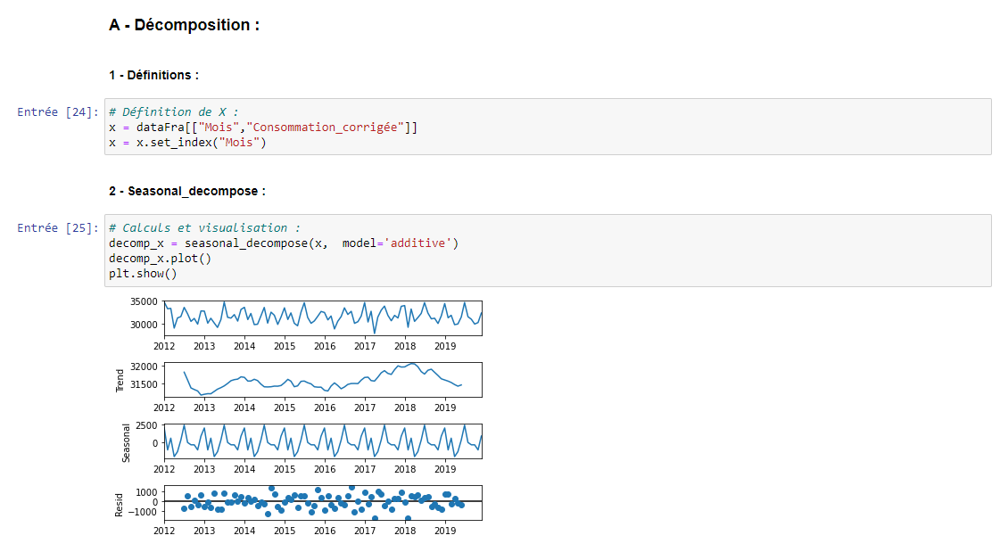 A - Décomposition :
1 - Définitions :
Entrée [24]:
# Définition de X :
x = dataFra[["Mois","Consommation_corrigée"]]
x = x.set_index("Mois")
2 - Seasonal_decompose :
Entrée [25]:
# Calculs et visualisation :
decomp_x = seasonal_decompose(x,  model='additive')
decomp_x.plot()
plt.show()
35000
30000
2012 2013 2014 2015 2016 2017 2018 2019
Trend
32000
31500
2012 2013 2014 2015 2016 2017 2018 2019
Seasonal
2500
0
2012 2013 2014 2015 2016 2017 2018 2019
Resid
1000
0
−1000
2012 2013 2014 2015 2016 2017 2018 2019